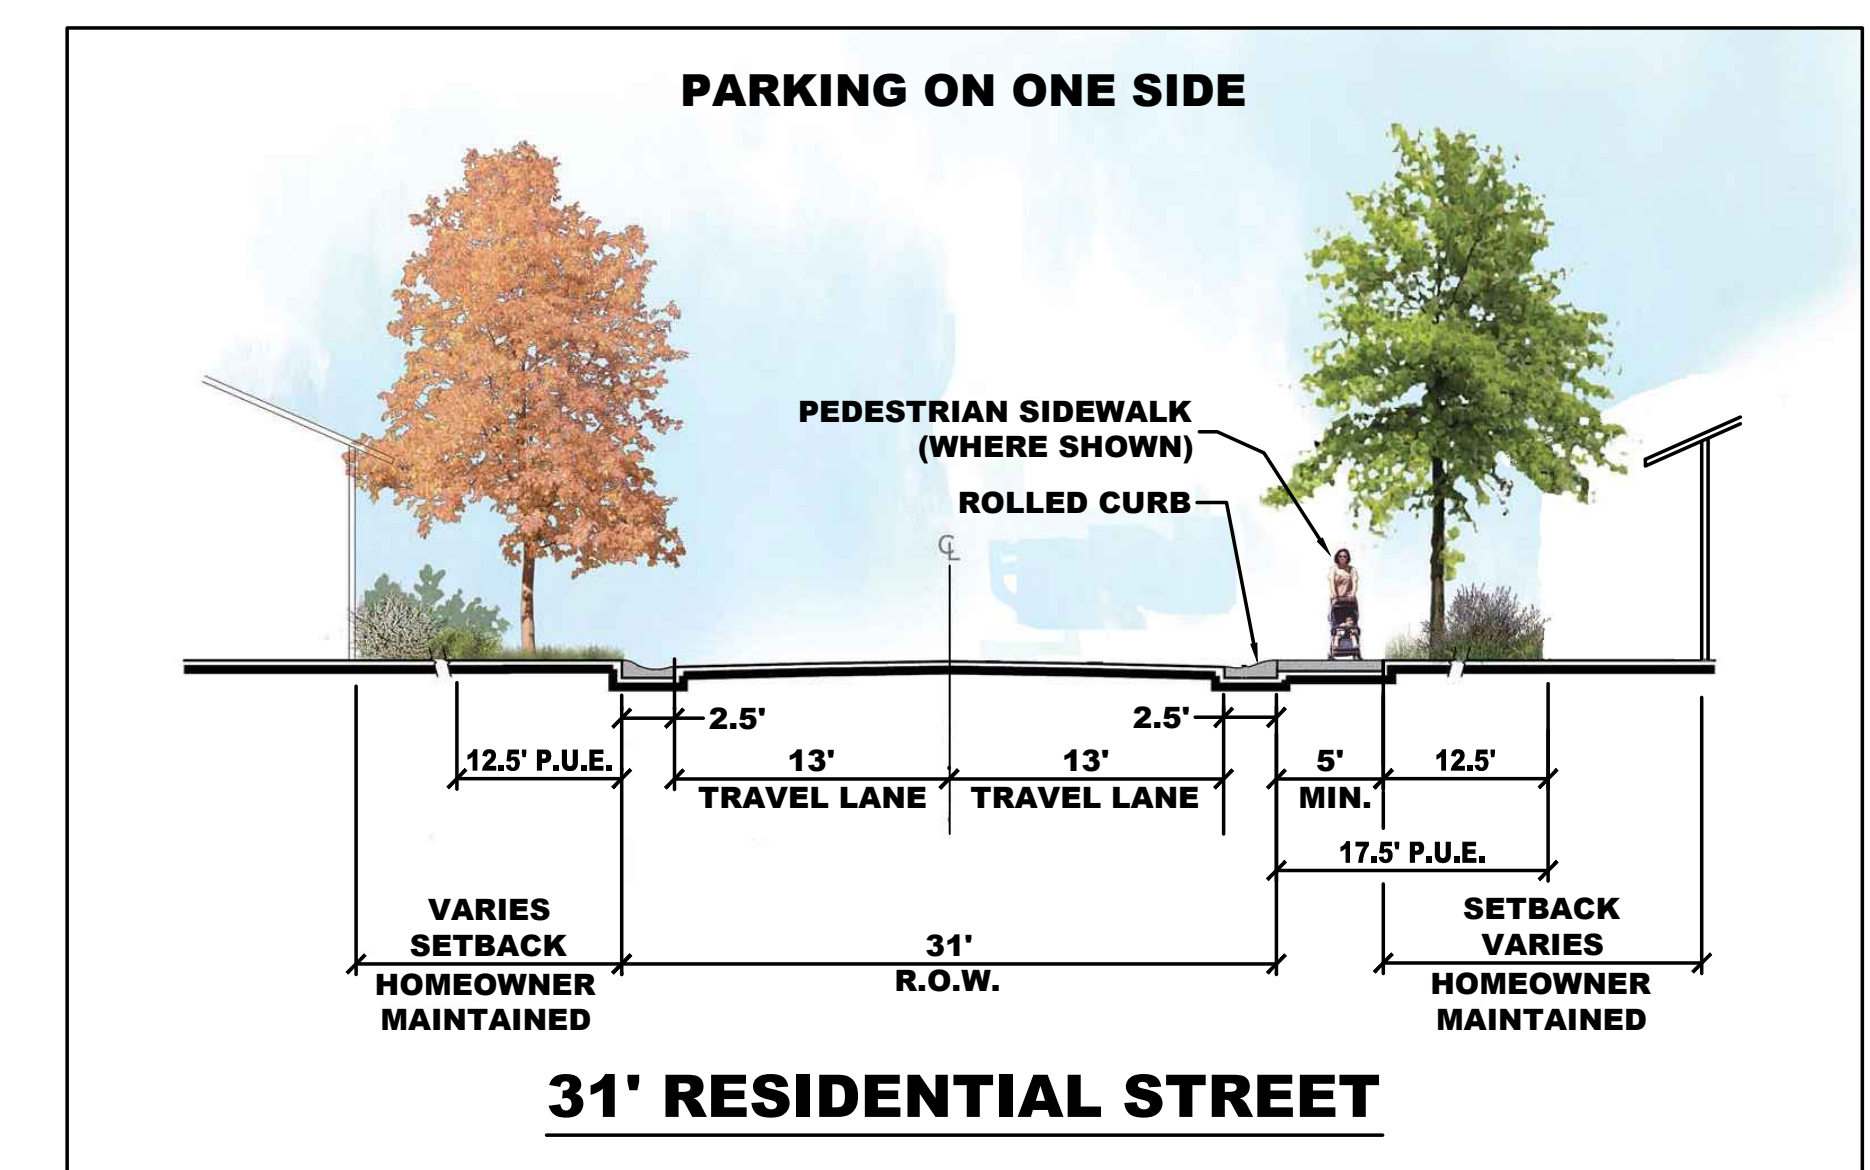 PARKING ON ONE SIDE
PEDESTRIAN SIDEWALK
(WHERE SHOWN)
ROLLED CURB
℄
2.5'
2.5'
12.5' P.U.E.
13'
TRAVEL LANE
13'
TRAVEL LANE
5'
MIN.
12.5'
17.5' P.U.E.
VARIES
SETBACK
HOMEOWNER
MAINTAINED
31'
R.O.W.
SETBACK
VARIES
HOMEOWNER
MAINTAINED
31' RESIDENTIAL STREET